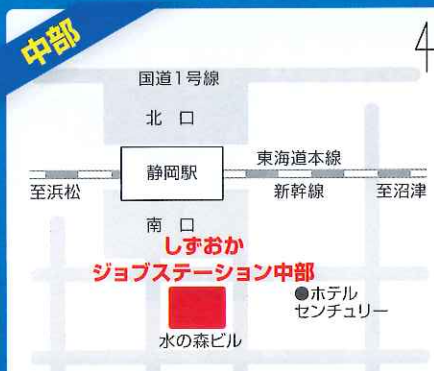 中部
国道1号線
北 口
静岡駅
東海道本線
新幹線
至浜松
至沼津
南 口
しずおか
ジョブステーション中部
●ホテル
センチュリー
水の森ビル